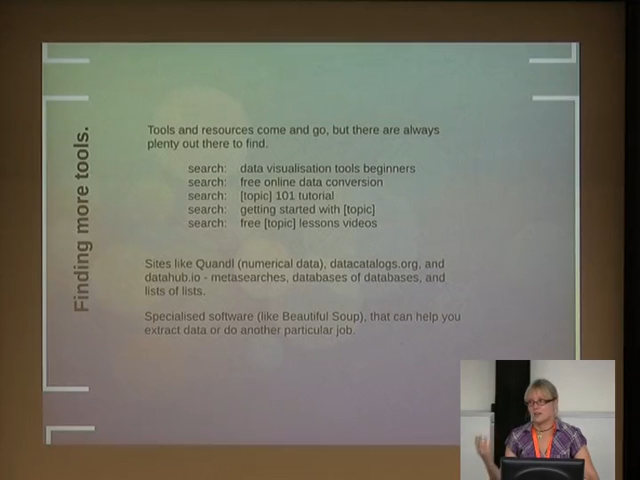 Finding more tools.
Tools and resources come and go, but there are always
plenty out there to find.
search: data visualisation tools beginners
search: free online data conversion
search: [topic] 101 tutorial
search: getting started with [topic]
search: free [topic] lessons videos
Sites like Quandl (numerical data), datacatalogs.org, and
datahub.io - metasearches, databases of databases, and
lists of lists.
Specialised software (like Beautiful Soup), that can help you
extract data or do another particular job.